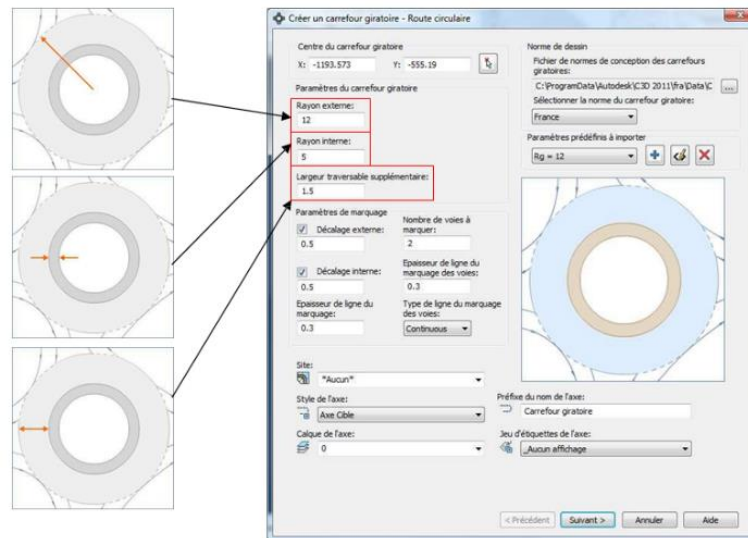 Créer un carrefour giratoire - Route circulaire
Centre du carrefour giratoire
X: -1193.573 Y: -555.19
Paramètres du carrefour giratoire
Rayon externe:
12
Rayon interne:
5
Largeur traversable supplémentaire:
1.5
Paramètres de marquage
Décalage externe:
0.5
Nombre de voies à
marquer:
2
Décalage interne:
0.5
Epaisseur de ligne du
marquage des voies:
0.3
Epaisseur de ligne du
marquage:
0.3
Type de ligne du marquage
des voies:
Continuous
Norme de dessin
Fichier de normes de conception des carrefours
giratoires:
C:\ProgramData\Autodesk\C3D 2011\fra\Data\C
...
Sélectionner la norme du carrefour giratoire:
France
Paramètres prédéfinis à importer
Rg = 12
Site:
*Aucun*
Style de l'axe:
Axe Cible
Préfixe du nom de l'axe:
Carrefour giratoire
Calque de l'axe:
0
Jeu d'étiquettes de l'axe:
_Aucun affichage
< Précédent Suivant > Annuler Aide